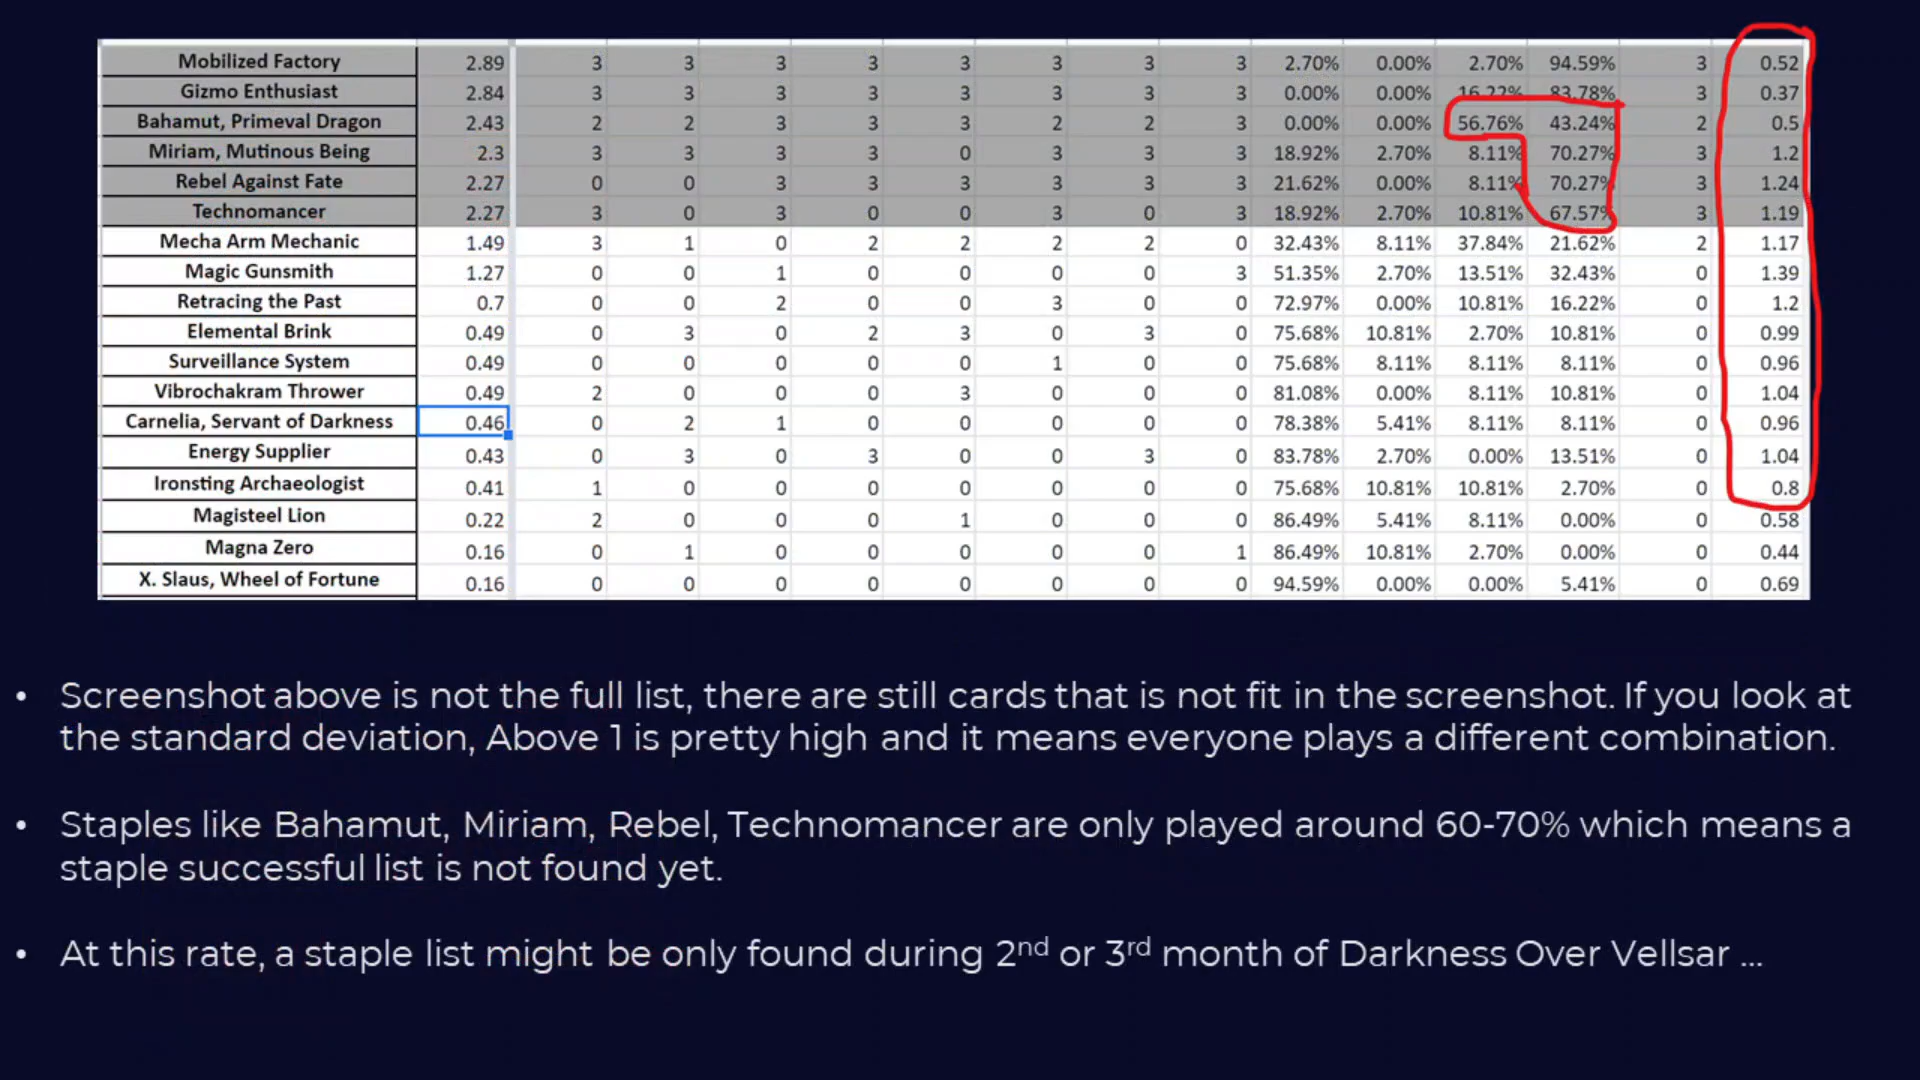 Mobilized Factory 2.89 3 3 3 3 3 3 3 3 2.70% 0.00% 2.70% 94.59% 3 0.52
Gizmo Enthusiast 2.84 3 3 3 3 3 3 3 3 0.00% 0.00% 16.22% 83.78% 3 0.37
Bahamut, Primeval Dragon 2.43 2 2 3 3 3 2 2 3 0.00% 0.00% 56.76% 43.24% 2 0.5
Miriam, Mutinous Being 2.3 3 3 3 3 0 3 3 3 18.92% 2.70% 8.11% 70.27% 3 1.2
Rebel Against Fate 2.27 0 0 3 3 3 3 3 3 21.62% 0.00% 8.11% 70.27% 3 1.24
Technomancer 2.27 3 0 3 0 0 3 0 3 18.92% 2.70% 10.81% 67.57% 3 1.19
Mecha Arm Mechanic 1.49 3 1 0 2 2 2 2 0 32.43% 8.11% 37.84% 21.62% 2 1.17
Magic Gunsmith 1.27 0 0 1 0 0 0 0 3 51.35% 2.70% 13.51% 32.43% 0 1.39
Retracing the Past 0.7 0 0 2 0 0 3 0 0 72.97% 0.00% 10.81% 16.22% 0 1.2
Elemental Brink 0.49 0 3 0 2 3 0 3 0 75.68% 10.81% 2.70% 10.81% 0 0.99
Surveillance System 0.49 0 0 0 0 0 1 0 0 75.68% 8.11% 8.11% 8.11% 0 0.96
Vibrochakram Thrower 0.49 2 0 0 0 3 0 0 0 81.08% 0.00% 8.11% 10.81% 0 1.04
Carnelia, Servant of Darkness 0.46 0 2 1 0 0 0 0 0 78.38% 5.41% 8.11% 8.11% 0 0.96
Energy Supplier 0.43 0 3 0 3 0 0 3 0 83.78% 2.70% 0.00% 13.51% 0 1.04
Ironsting Archaeologist 0.41 1 0 0 0 0 0 0 0 75.68% 10.81% 10.81% 2.70% 0 0.8
Magisteel Lion 0.22 2 0 0 0 1 0 0 0 86.49% 5.41% 8.11% 0.00% 0 0.58
Magna Zero 0.16 0 1 0 0 0 0 0 1 86.49% 10.81% 2.70% 0.00% 0 0.44
X. Slaus, Wheel of Fortune 0.16 0 0 0 0 0 0 0 0 94.59% 0.00% 0.00% 5.41% 0 0.69
• Screenshot above is not the full list, there are still cards that is not fit in the screenshot. If you look at
the standard deviation, Above 1 is pretty high and it means everyone plays a different combination.
• Staples like Bahamut, Miriam, Rebel, Technomancer are only played around 60-70% which means a
staple successful list is not found yet.
• At this rate, a staple list might be only found during 2nd or 3rd month of Darkness Over Vellsar ...